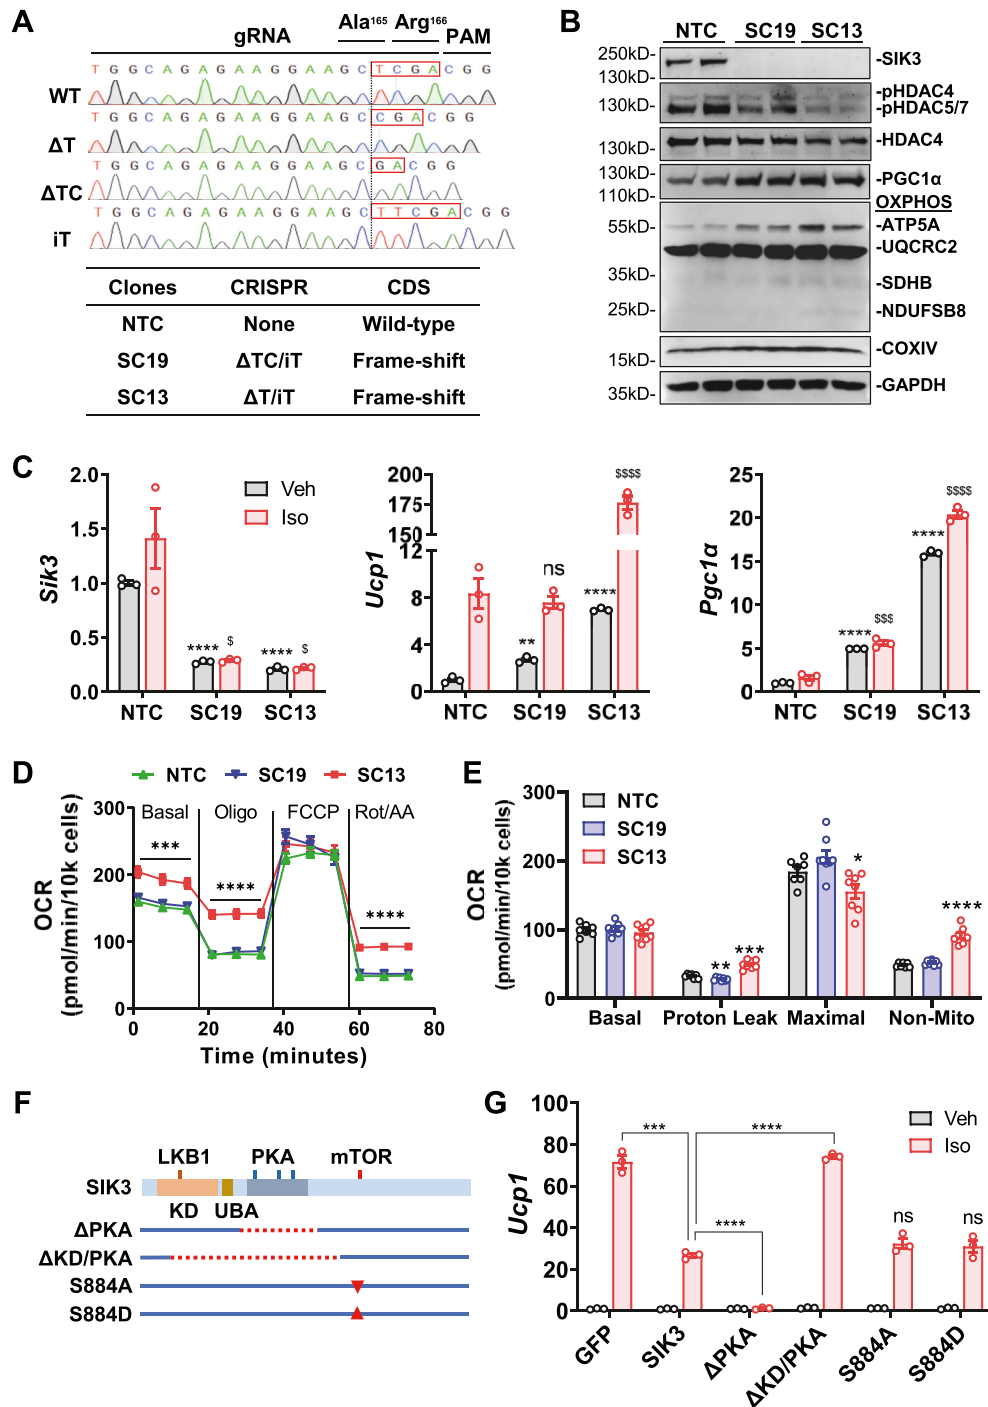 A
gRNA
Ala165
Arg166
PAM
T G G C A G A G A A G G A A G C T C G A C G G
WT
T G G C A G A G A A G G A A G C C G A C G G
ΔT
T G G C A G A G A A G G A A G C G A C G G
ΔTC
T G G C A G A G A A G G A A G C T T C G A C G G
iT
Clones CRISPR CDS
NTC None Wild-type
SC19 ΔTC/iT Frame-shift
SC13 ΔT/iT Frame-shift
B
NTC SC19 SC13
250kD-
130kD-
-SIK3
-pHDAC4
130kD-
-pHDAC5/7
130kD-
-HDAC4
130kD-
110kD-
-PGC1α
OXPHOS
55kD-
-ATP5A
-UQCRC2
35kD-
-SDHB
25kD-
-NDUFSB8
15kD-
-COXIV
35kD-
-GAPDH
C
Sik3
2.0
1.5
1.0
0.5
0.0
Veh
Iso
**** $
**** $
NTC SC19 SC13
Ucp1
200
175
150
12
8
4
0
**
ns
****
$$$$
NTC SC19 SC13
Pgc1α
25
20
15
10
5
0
****
$$$
****
$$$$
NTC SC19 SC13
D
NTC SC19 SC13
OCR
(pmol/min/10k cells)
300
200
100
0
Basal Oligo FCCP Rot/AA
***
****
****
0 20 40 60 80
Time (minutes)
E
OCR
(pmol/min/10k cells)
300
200
100
0
NTC
SC19
SC13
**
***
*
****
Basal Proton Leak Maximal Non-Mito
F
LKB1 PKA mTOR
SIK3
KD UBA
ΔPKA
ΔKD/PKA
S884A
S884D
G
Ucp1
100
80
60
40
20
0
Veh
Iso
***
****
****
ns
ns
GFP
SIK3
ΔPKA
ΔKD/PKA
S884A
S884D